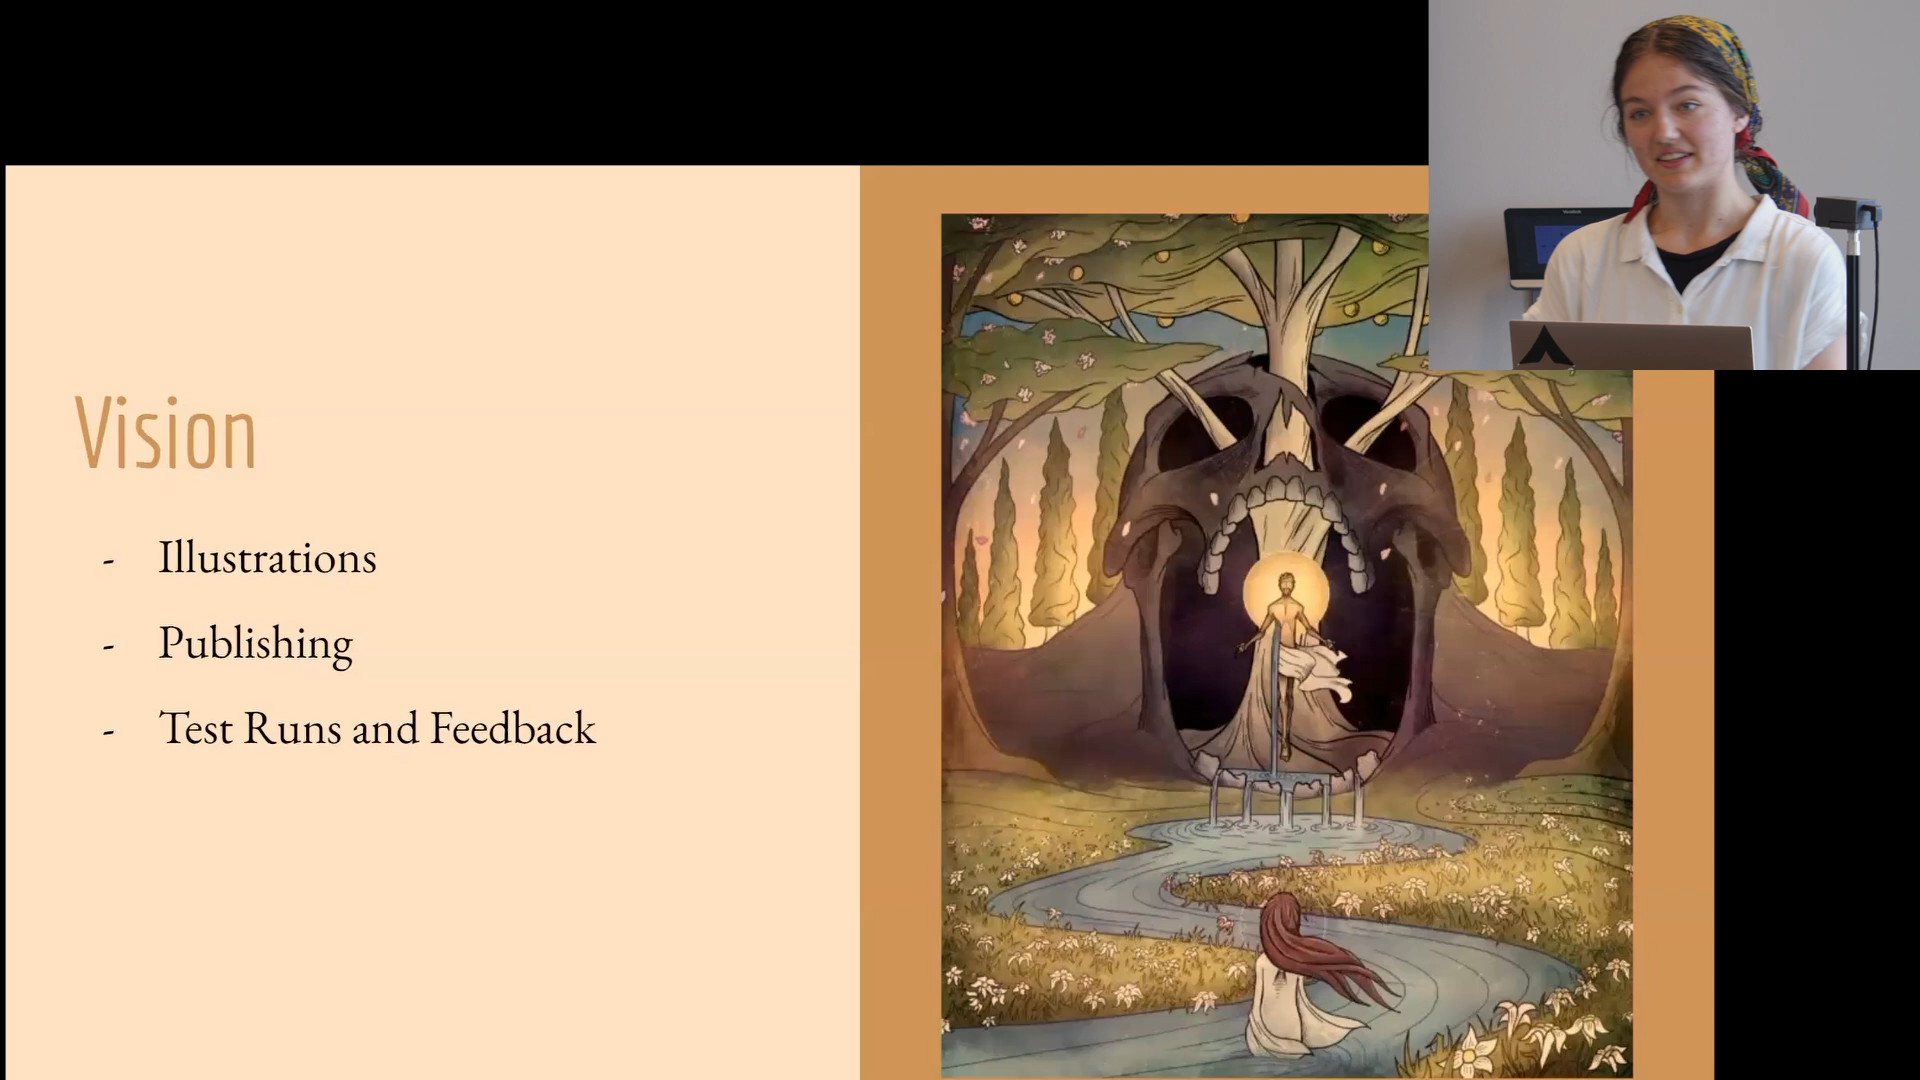 Vision
- Illustrations
- Publishing
- Test Runs and Feedback